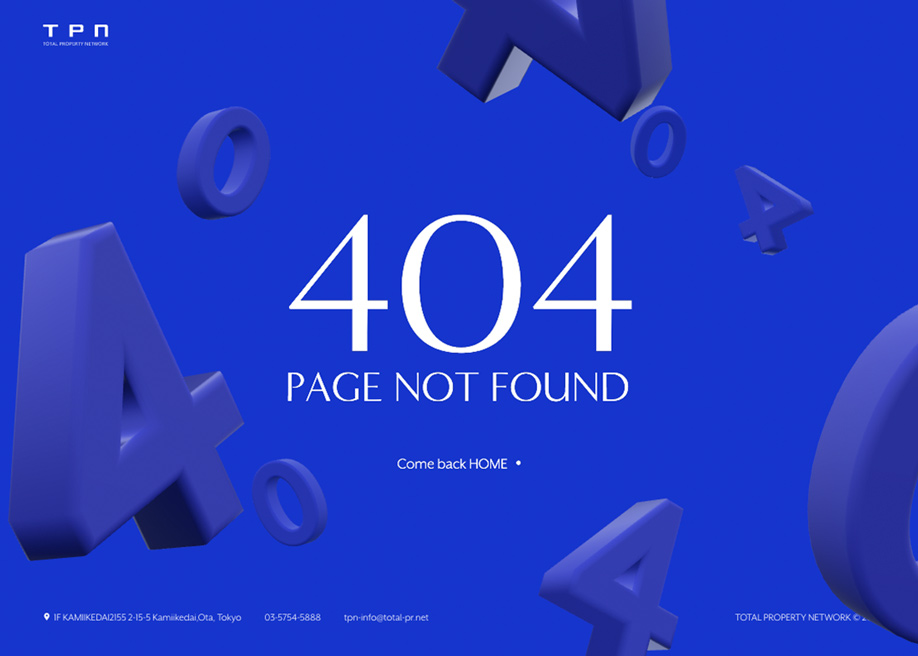 TPN
TOTAL PROPERTY NETWORK
404
PAGE NOT FOUND
Come back HOME
1F KAMIIKEDAI2155 2-15-5 Kamiikedai,Ota, Tokyo
03-5754-5888
tpn-info@total-pr.net
TOTAL PROPERTY NETWORK ©